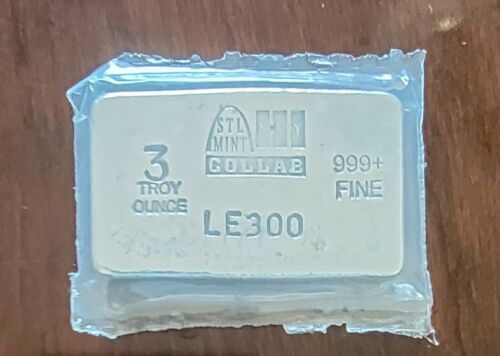 STL
MINT
COLLAB
3
TROY
OUNCE
999+
FINE
LE300